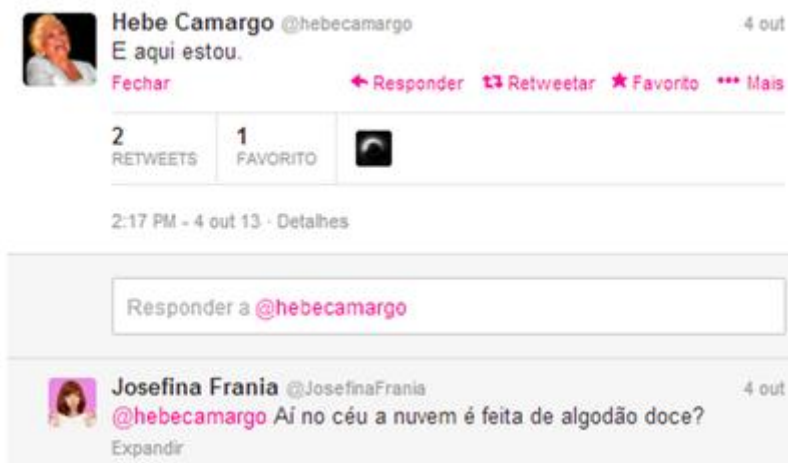 Hebe Camargo @hebecamargo 4 out
E aqui estou.
Fechar Responder Retweetar Favorito Mais
2 1
RETWEETS FAVORITO
2:17 PM - 4 out 13 · Detalhes
Responder a @hebecamargo
Josefina Frania @JosefinaFrania 4 out
@hebecamargo Aí no céu a nuvem é feita de algodão doce?
Expandir